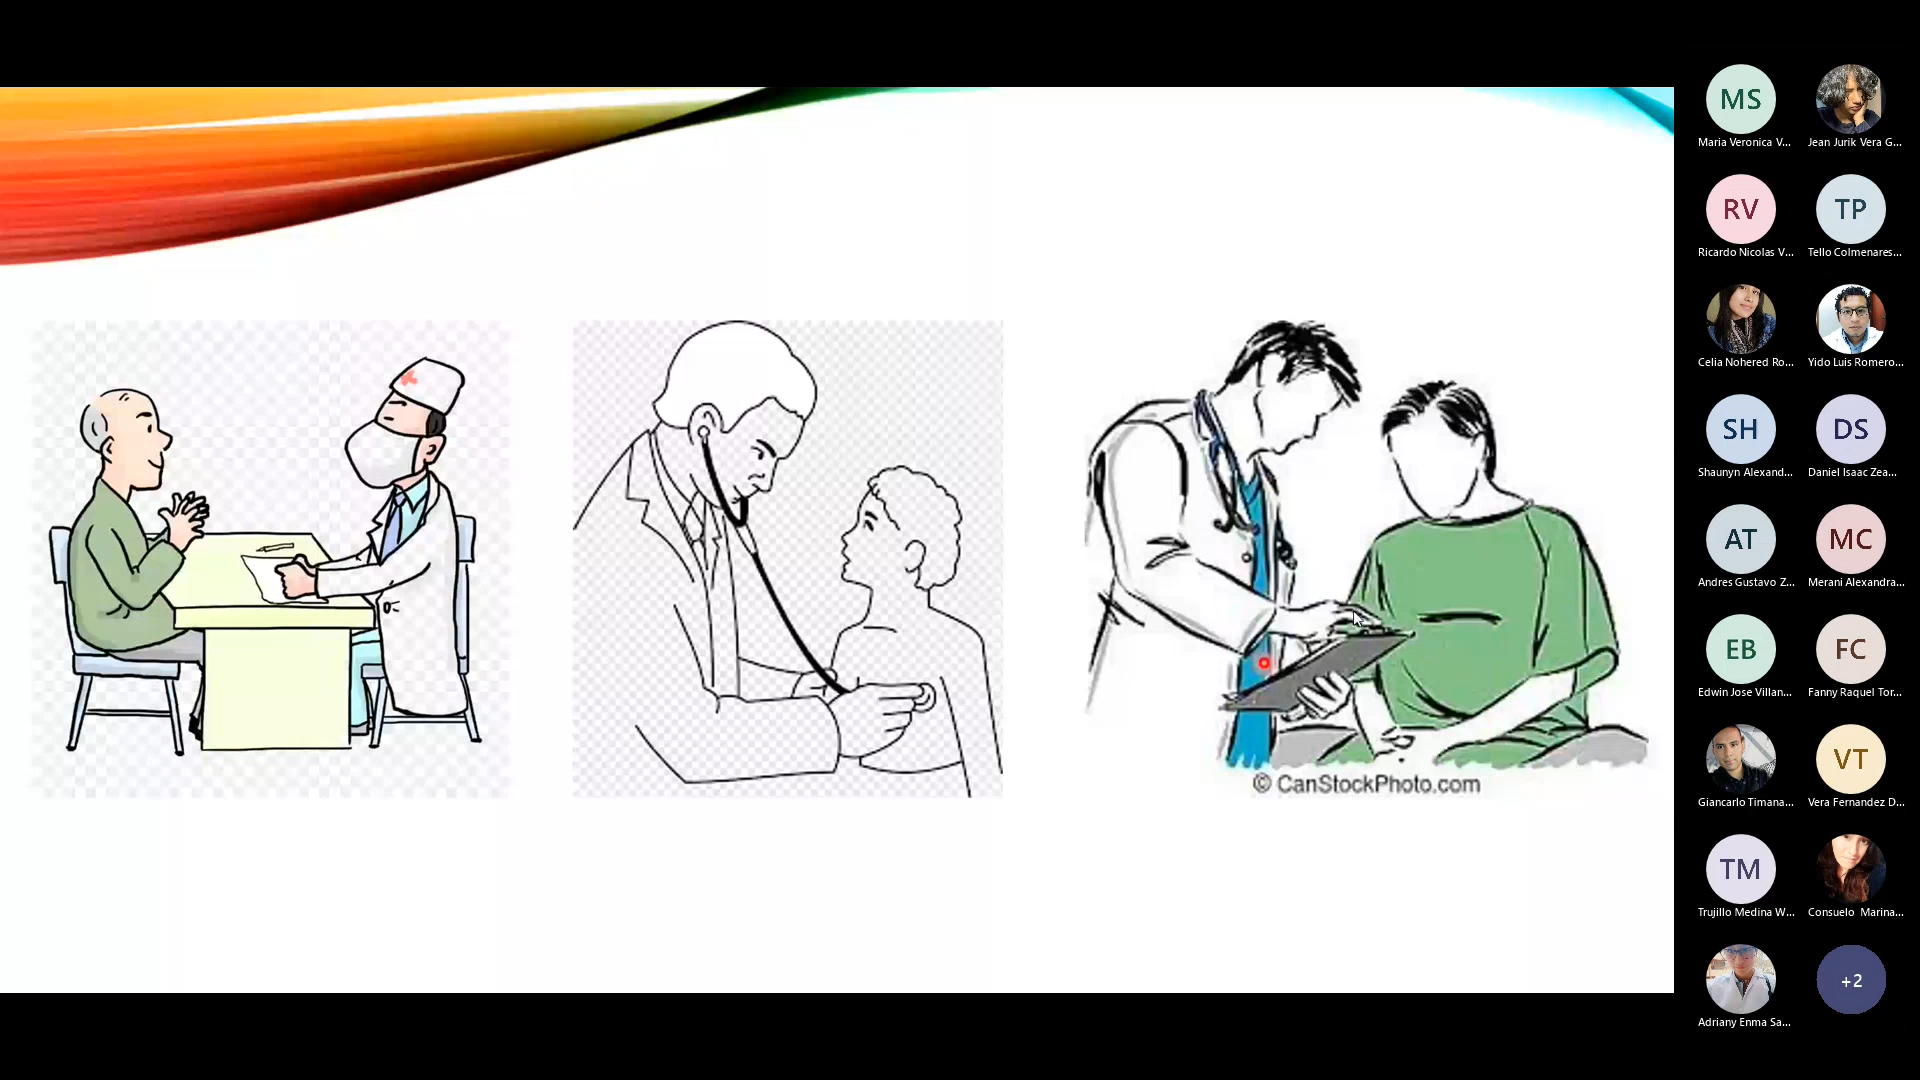 © CanStockPhoto.com
MS
Maria Veronica V...
Jean Jurik Vera G...
RV
Ricardo Nicolas V...
TP
Tello Colmenares...
Celia Nohered Ro...
Yido Luis Romero...
SH
Shaunyn Alexand...
DS
Daniel Isaac Zea...
AT
Andres Gustavo Z...
MC
Merani Alexandra...
EB
Edwin Jose Villan...
FC
Fanny Raquel Tor...
Giancarlo Timana...
VT
Vera Fernandez D...
TM
Trujillo Medina W...
Consuelo Marina...
Adriany Enma Sa...
+2